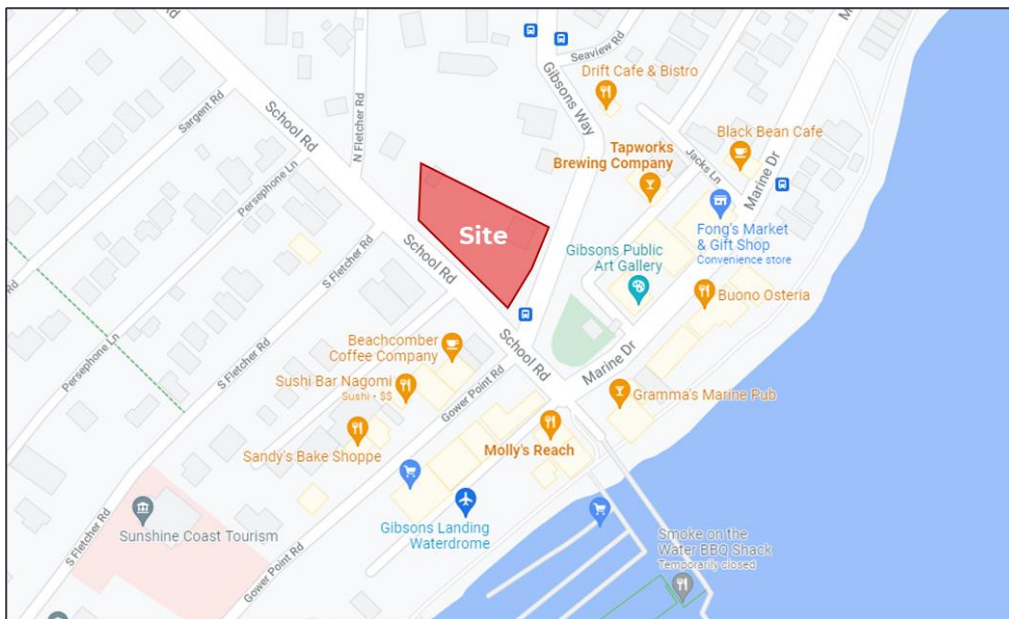 Seaview Rd
Drift Cafe & Bistro
Gibsons Way
School Rd
N Fletcher Rd
Sargent Rd
Black Bean Cafe
Tapworks
Brewing Company
Jacks Ln
Marine Dr
Persephone Ln
Site
Fong's Market
& Gift Shop
Convenience store
Gibsons Public
Art Gallery
School Rd
S Fletcher Rd
Buono Osteria
Persephone Ln
School Rd
Marine Dr
Beachcomber
Coffee Company
Sushi Bar Nagomi
Sushi • $$
S Fletcher Rd
Gower Point Rd
Gramma's Marine Pub
Sandy's Bake Shoppe
Molly's Reach
Sunshine Coast Tourism
Gibsons Landing
Waterdrome
Smoke on the
Water BBQ Shack
Temporarily closed
S Fletcher Rd
Gower Point Rd